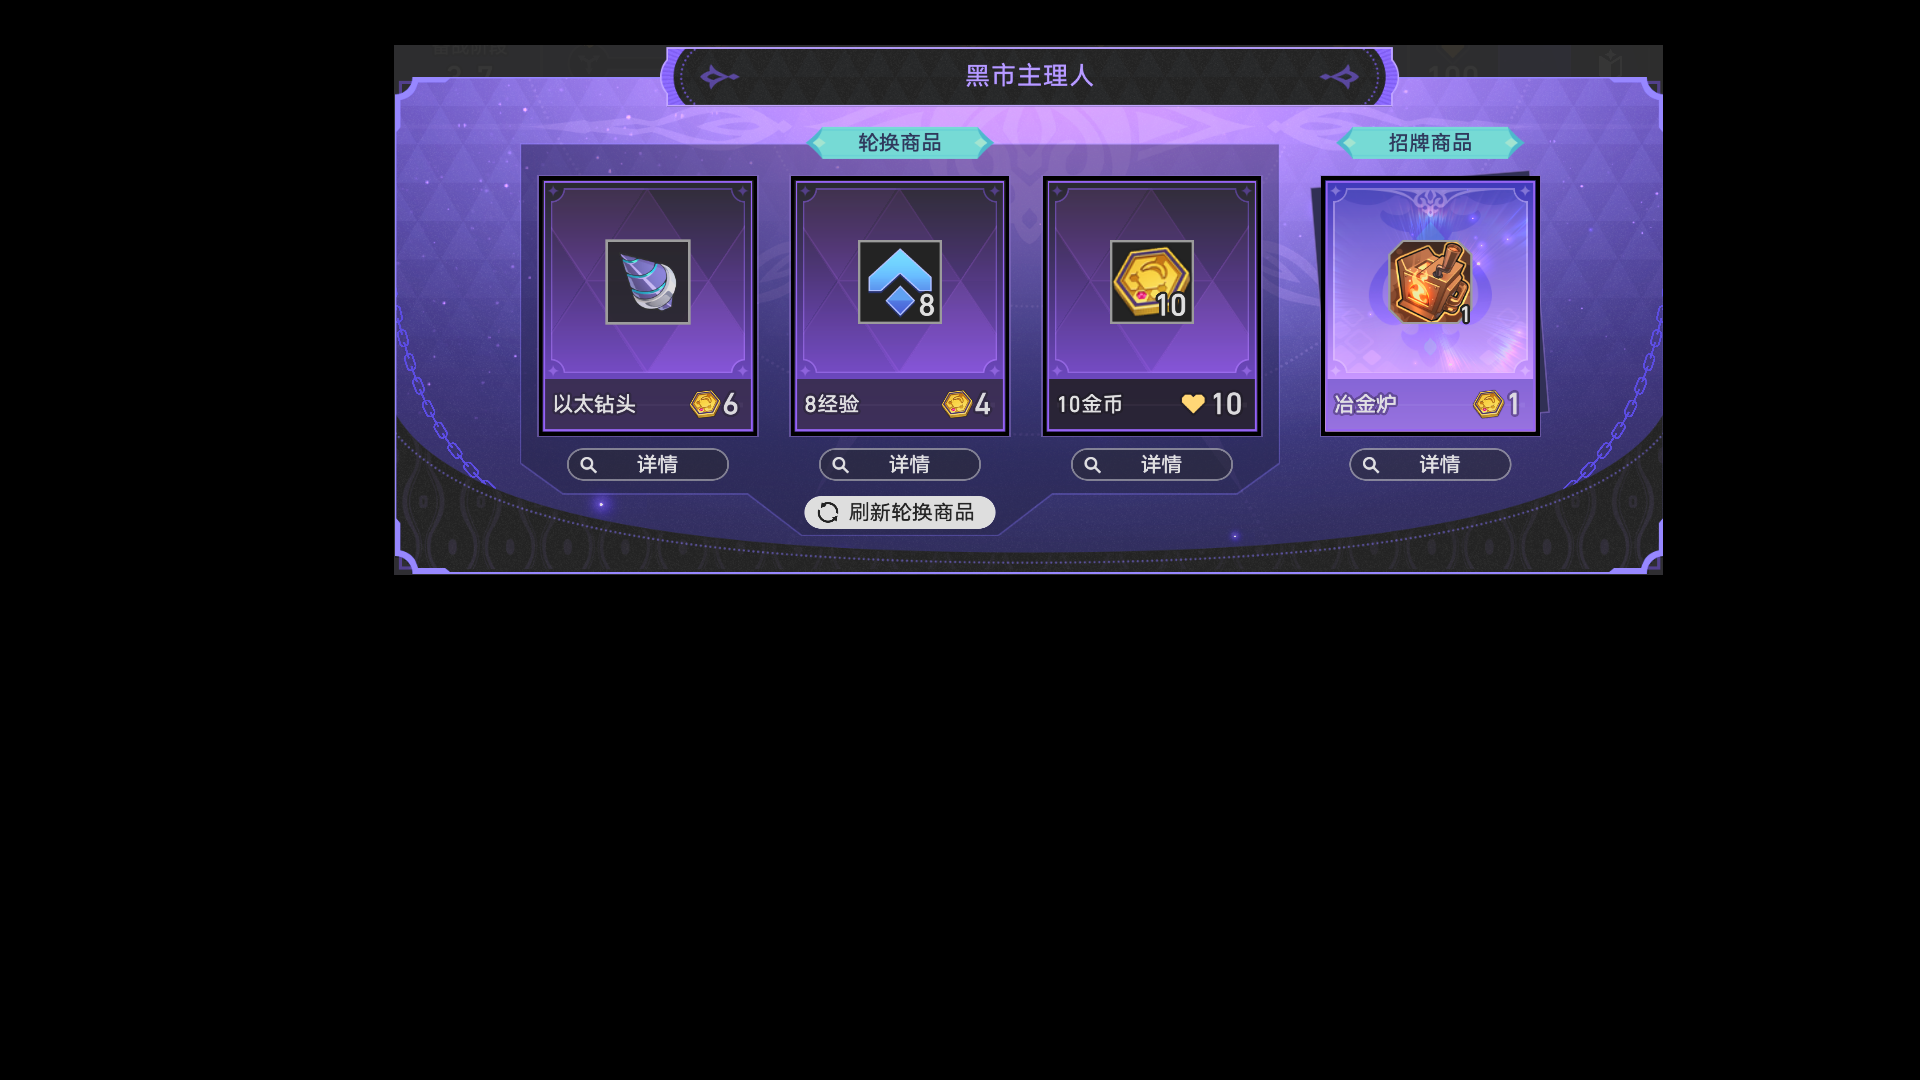 黑市主理人
轮换商品
招牌商品
8
10
1
以太钻头 6
8经验 4
10金币 10
冶金炉 1
详情
详情
详情
详情
刷新轮换商品